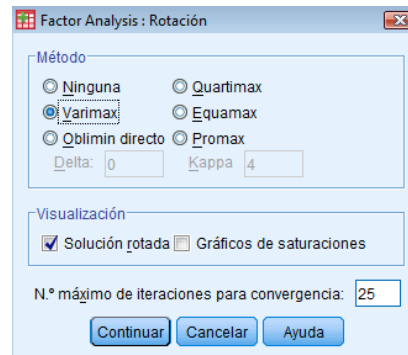 Factor Analysis : Rotación
Método
Ninguna Quartimax
Varimax Equamax
Oblimin directo Promax
Delta: 0 Kappa 4
Visualización
Solución rotada Gráficos de saturaciones
N.º máximo de iteraciones para convergencia: 25
Continuar Cancelar Ayuda